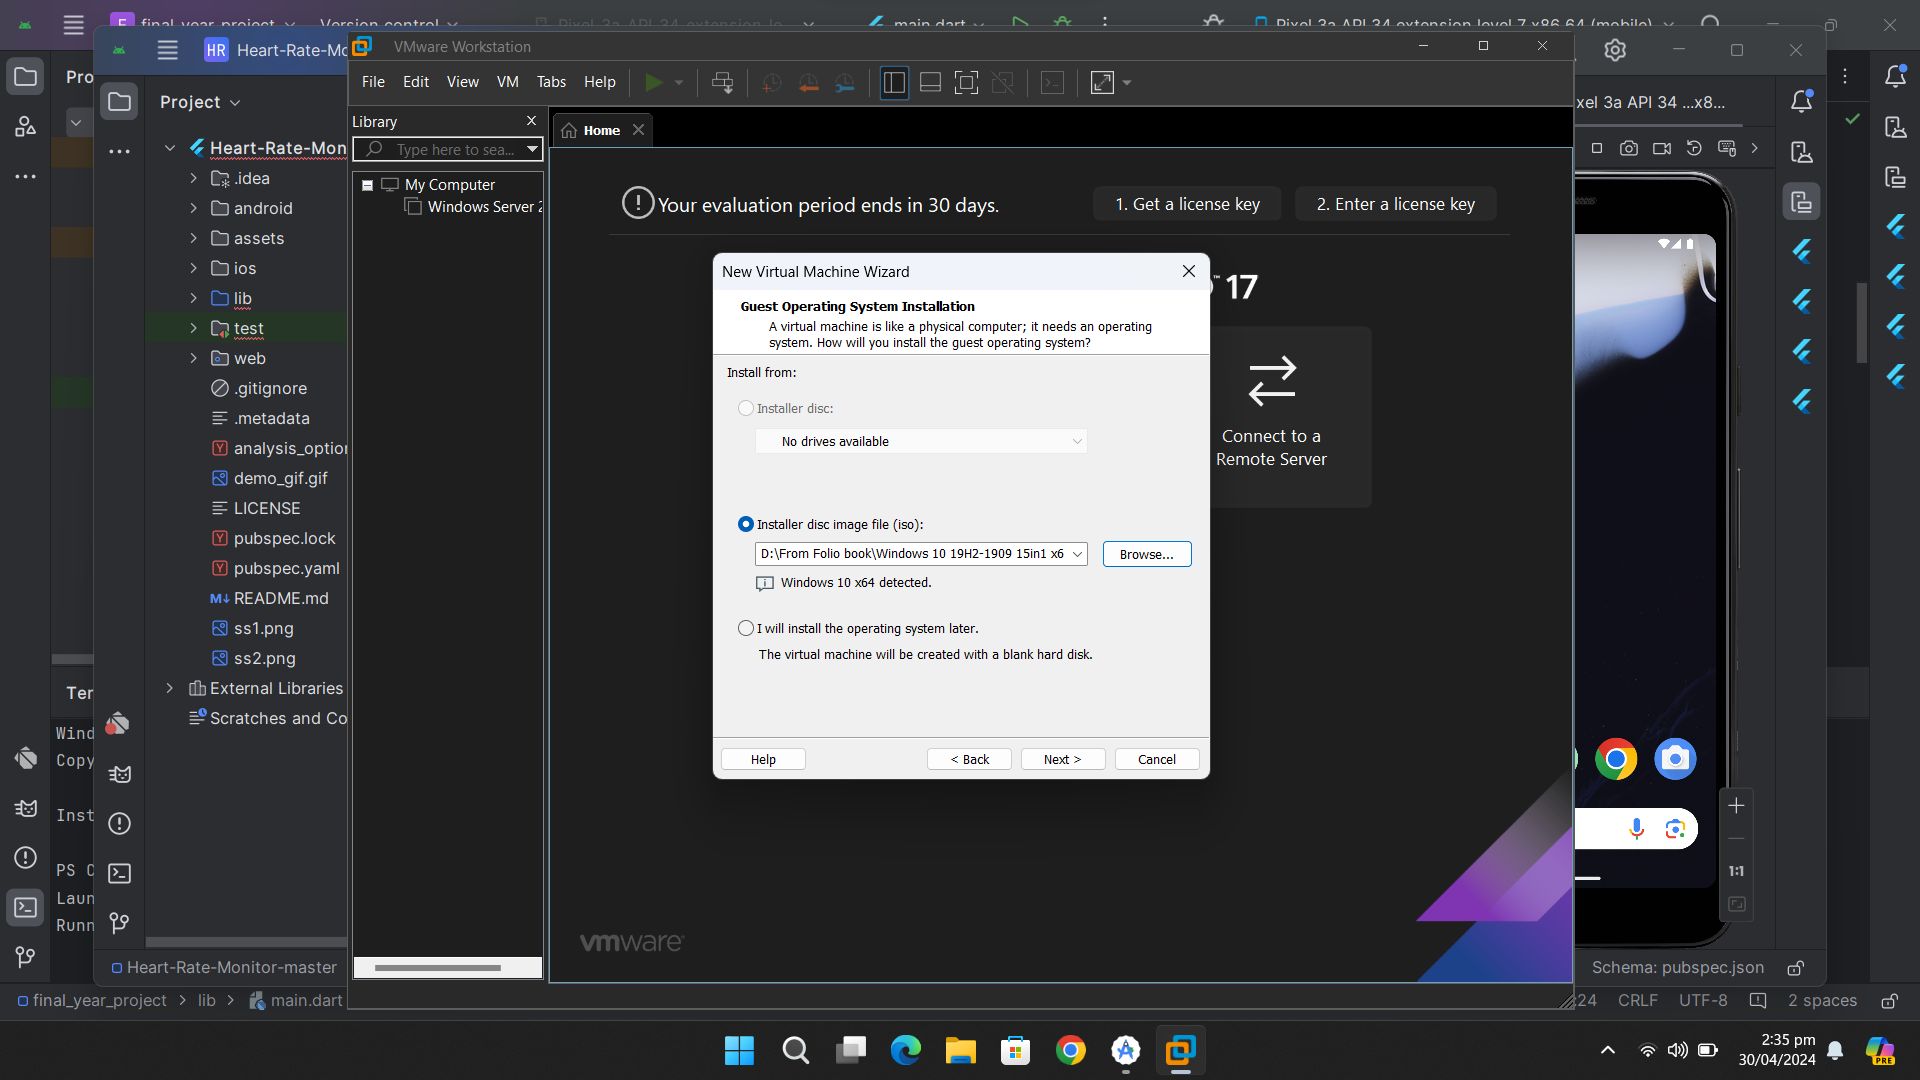 final_year_project
Version control
Pixel 3a API 34 extension le
main.dart
Pixel 3a API 34 extension level 7 x86 64 (mobile)
HR Heart-Rate-Mo
VMware Workstation
File Edit View VM Tabs Help
Pro
Project
xel 3a API 34 ...x8...
Library
Type here to sea...
Home
My Computer
Windows Server 2
Heart-Rate-Mon
.idea
android
assets
ios
lib
test
web
.gitignore
.metadata
analysis_option
demo_gif.gif
LICENSE
pubspec.lock
pubspec.yaml
README.md
ss1.png
ss2.png
External Libraries
Scratches and Co
Your evaluation period ends in 30 days.
1. Get a license key
2. Enter a license key
17
Connect to a
Remote Server
New Virtual Machine Wizard
Guest Operating System Installation
A virtual machine is like a physical computer; it needs an operating
system. How will you install the guest operating system?
Install from:
Installer disc:
No drives available
Installer disc image file (iso):
D:\From Folio book\Windows 10 19H2-1909 15in1 x6
Browse...
Windows 10 x64 detected.
I will install the operating system later.
The virtual machine will be created with a blank hard disk.
Help
< Back
Next >
Cancel
vmware
Ter
Wind
Copy
Inst
PS C
Laun
Runn
1:1
Heart-Rate-Monitor-master
Schema: pubspec.json
final_year_project > lib > main.dart
:24 CRLF UTF-8 2 spaces
2:35 pm
30/04/2024
PRE